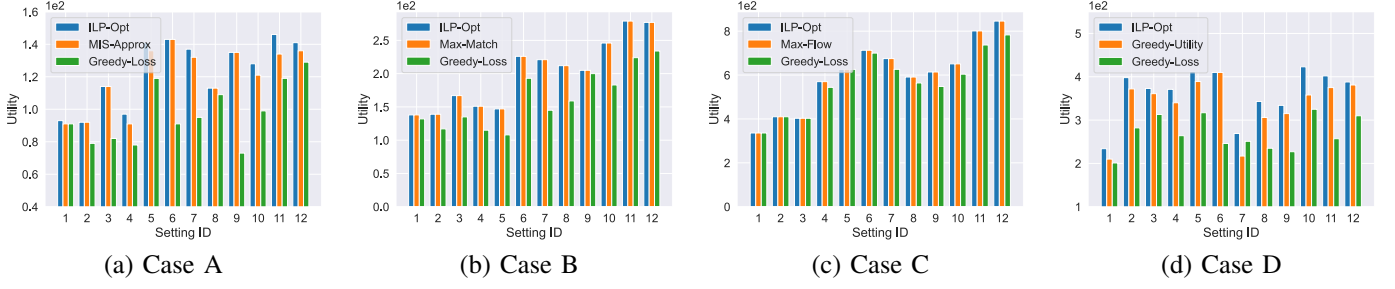 1e2
ILP-Opt
MIS-Approx
Greedy-Loss
Utility
1.6
1.4
1.2
1.0
0.8
0.6
0.4
1 2 3 4 5 6 7 8 9 10 11 12
Setting ID
(a) Case A
1e2
ILP-Opt
Max-Match
Greedy-Loss
Utility
2.5
2.0
1.5
1.0
0.5
0.0
1 2 3 4 5 6 7 8 9 10 11 12
Setting ID
(b) Case B
1e2
ILP-Opt
Max-Flow
Greedy-Loss
Utility
8
6
4
2
0
1 2 3 4 5 6 7 8 9 10 11 12
Setting ID
(c) Case C
1e2
ILP-Opt
Greedy-Utility
Greedy-Loss
Utility
5
4
3
2
1
1 2 3 4 5 6 7 8 9 10 11 12
Setting ID
(d) Case D